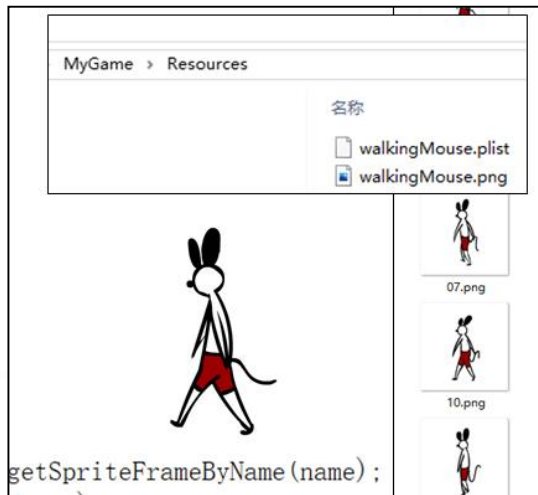 MyGame > Resources
名称
walkingMouse.plist
walkingMouse.png
07.png
10.png
getSpriteFrameByName(name);